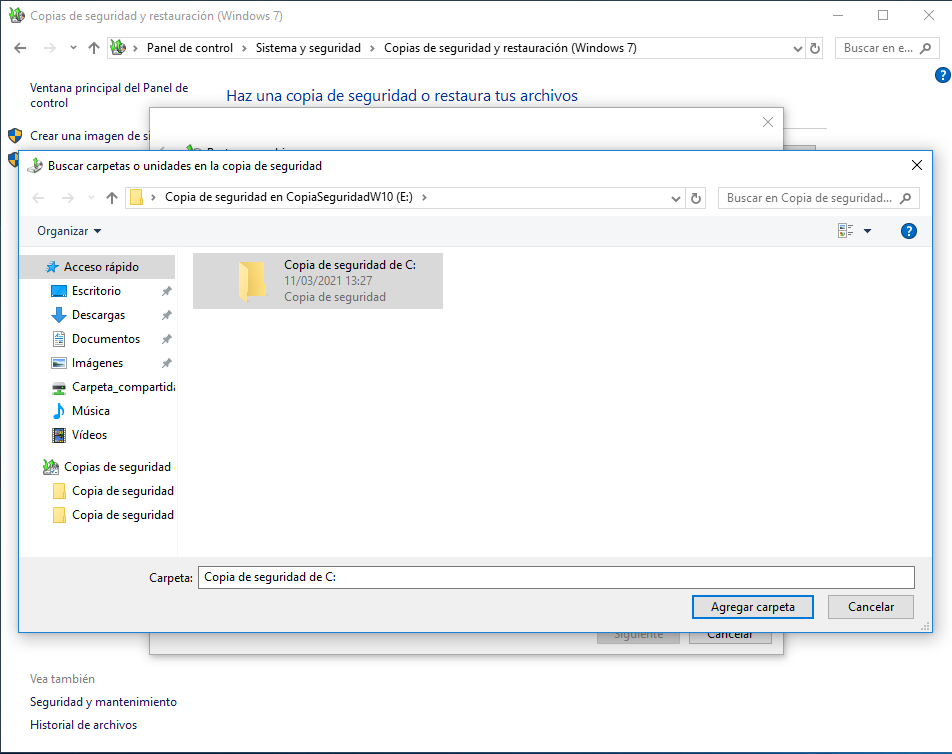 Copias de seguridad y restauración (Windows 7)
Panel de control > Sistema y seguridad > Copias de seguridad y restauración (Windows 7)
Buscar en e...
Ventana principal del Panel de
control
Haz una copia de seguridad o restaura tus archivos
Crear una imagen de si
Buscar carpetas o unidades en la copia de seguridad
Copia de seguridad en CopiaSeguridadW10 (E:) >
Buscar en Copia de seguridad...
Organizar
?
Acceso rápido
Escritorio
Descargas
Documentos
Imágenes
Carpeta_compartida
Música
Vídeos
Copias de seguridad
Copia de seguridad
Copia de seguridad
Copia de seguridad de C:
11/03/2021 13:27
Copia de seguridad
Carpeta: Copia de seguridad de C:
Agregar carpeta
Cancelar
Siguiente
Cancelar
Vea también
Seguridad y mantenimiento
Historial de archivos